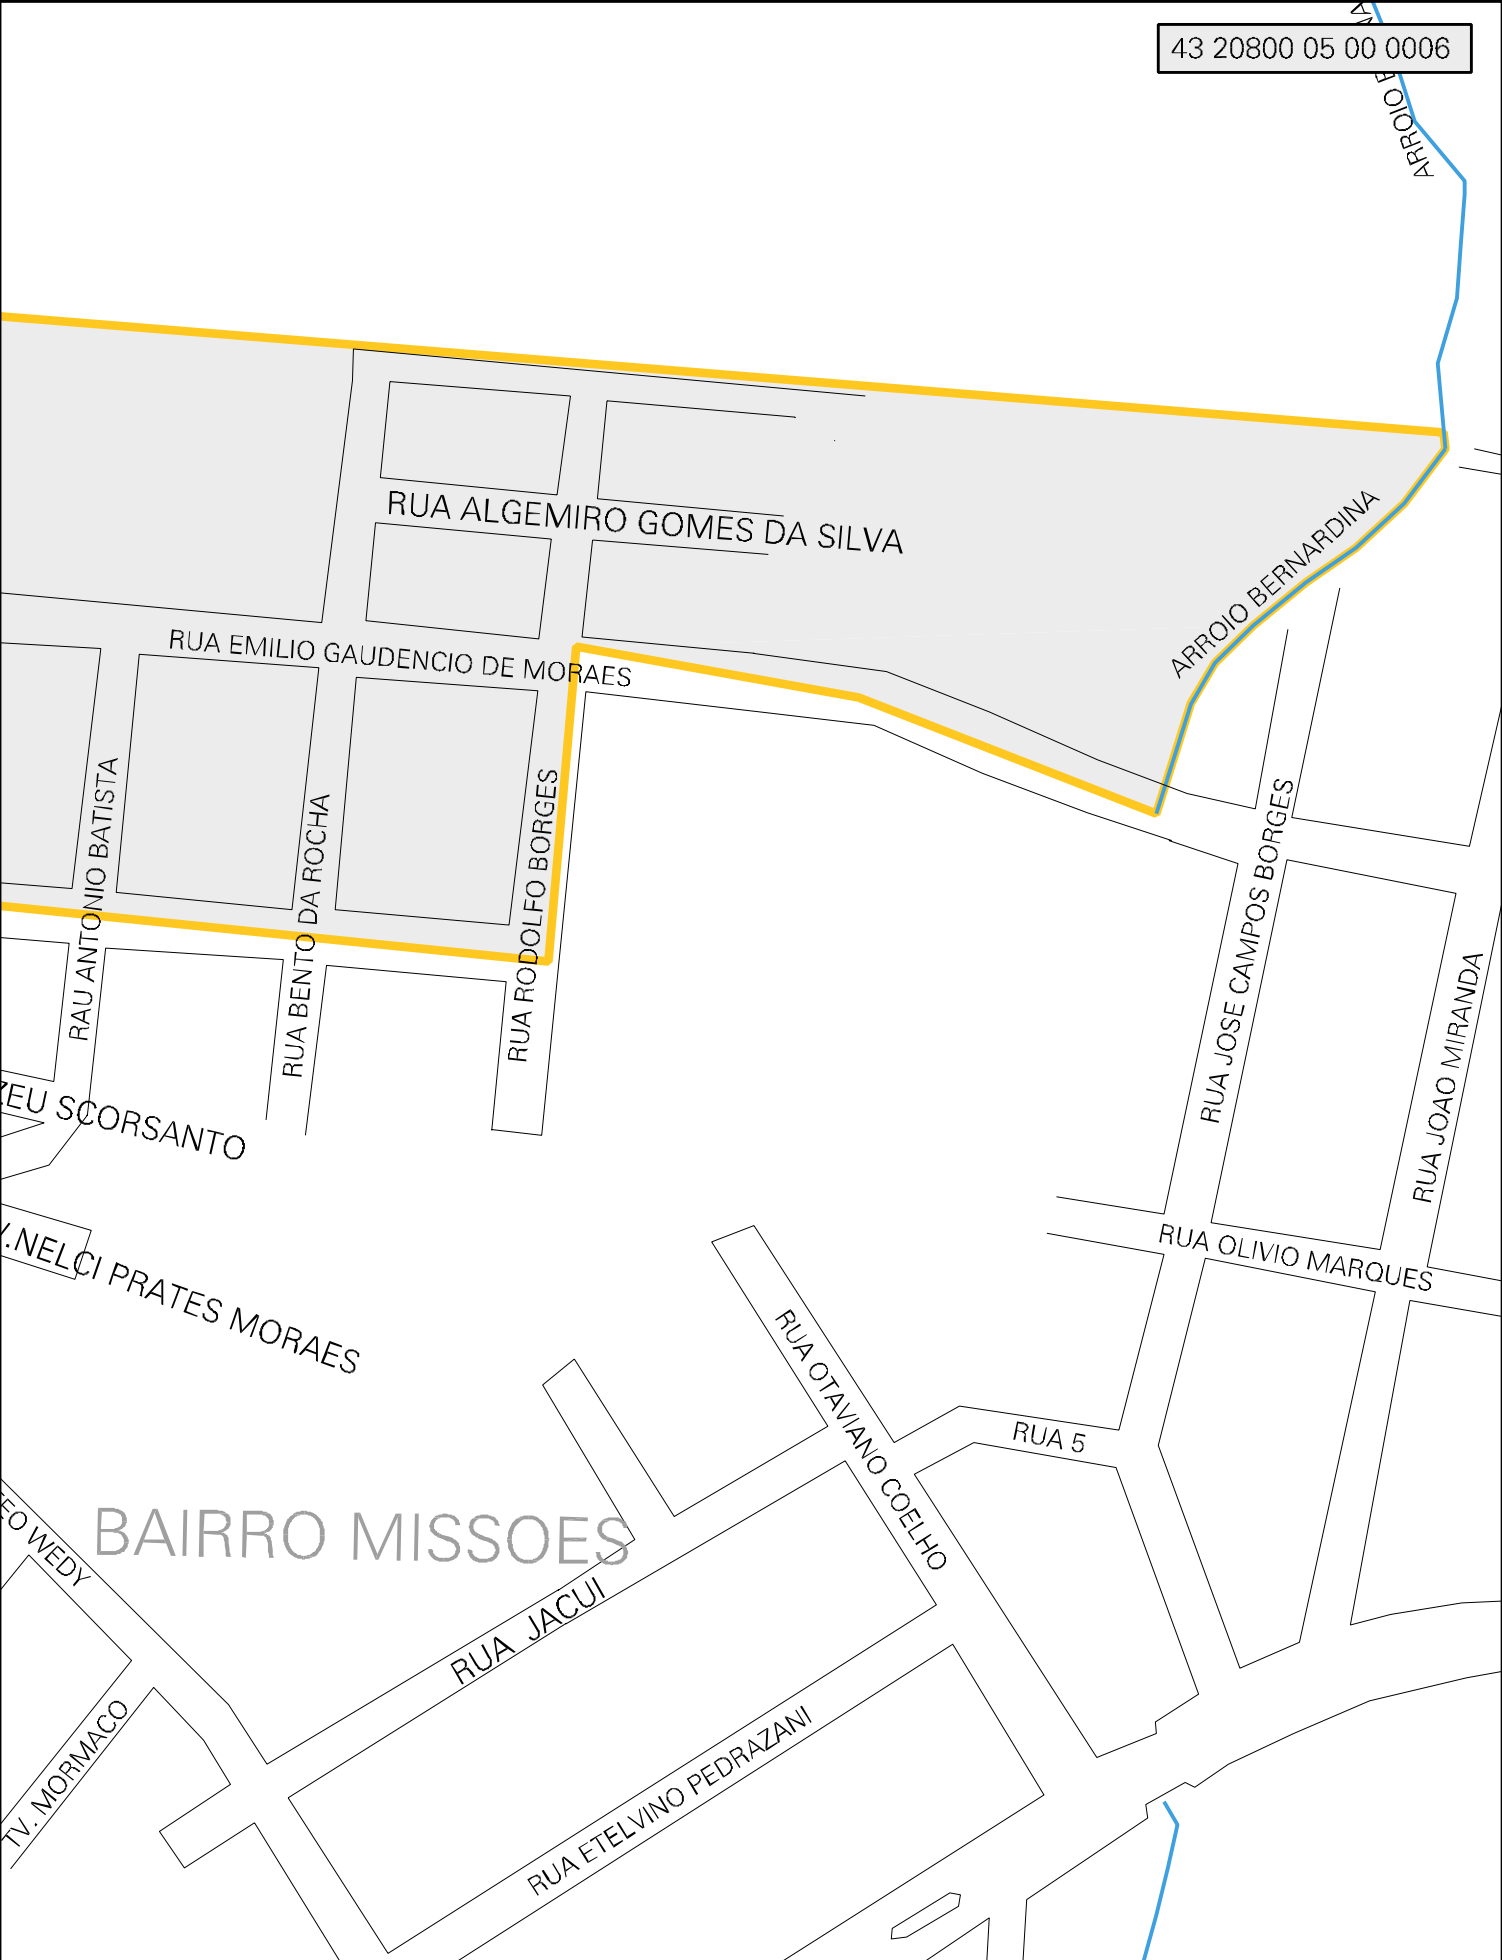 43 20800 05 00 0006
RUA ALGEMIRO GOMES DA SILVA
ARROIO BERNARDINA
RUA EMILIO GAUDENCIO DE MORAES
RAU ANTONIO BATISTA
RUA BENTO DA ROCHA
RUA RODOLFO BORGES
RUA JOSE CAMPOS BORGES
RUA JOAO MIRANDA
SCORSANTO
NELCI PRATES MORAES
RUA OLIVIO MARQUES
RUA OTAVIANO COELHO
RUA 5
WEDY
BAIRRO MISSOES
RUA JACUI
TV. MORMACO
RUA ETELVINO PEDRAZANI
ARROIO